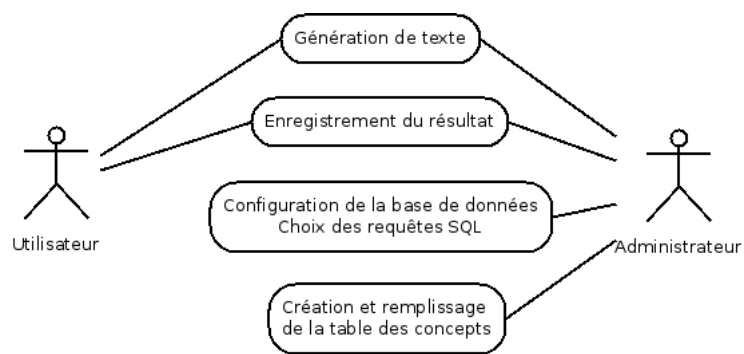 Génération de texte
Enregistrement du résultat
Configuration de la base de données
Choix des requêtes SQL
Utilisateur
Administrateur
Création et remplissage
de la table des concepts